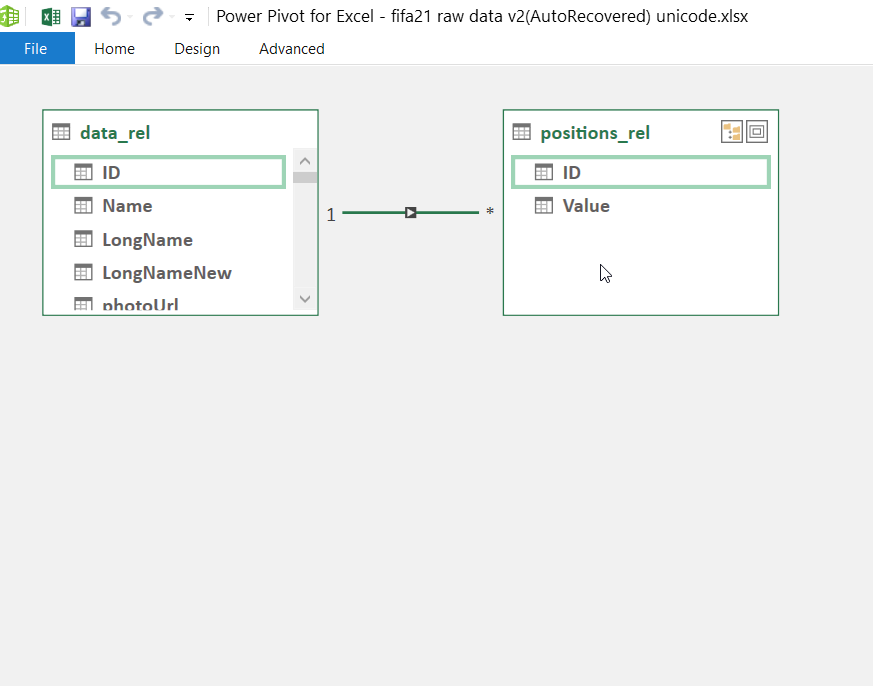 Power Pivot for Excel - fifa21 raw data v2(AutoRecovered) unicode.xlsx
File Home Design Advanced
data_rel
ID
Name
LongName
LongNameNew
photoUrl
1 *
positions_rel
ID
Value